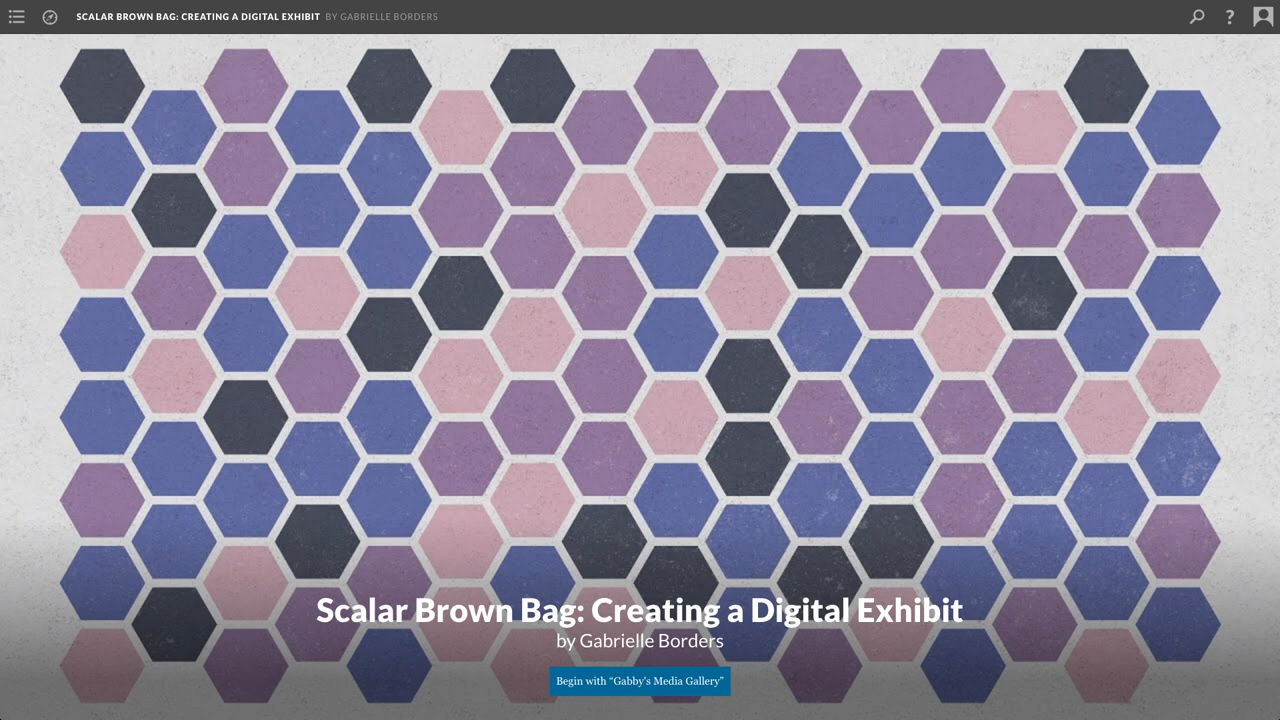 SCALAR BROWN BAG: CREATING A DIGITAL EXHIBIT BY GABRIELLE BORDERS
?
Scalar Brown Bag: Creating a Digital Exhibit
by Gabrielle Borders
Begin with “Gabby’s Media Gallery”